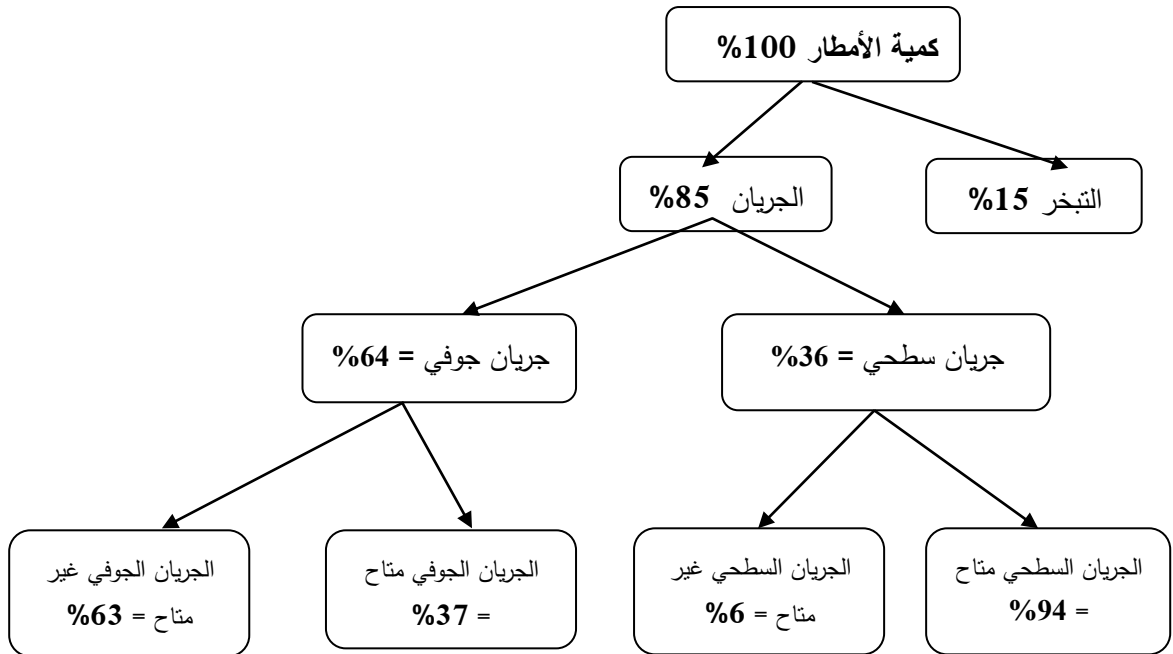 كمية الأمطار 100%
الجريان 85%
التبخر 15%
جريان سطحي = 36%
جريان جوفي = 64%
الجريان السطحي متاح
= 94%
الجريان السطحي غير
متاح = 6%
الجريان الجوفي متاح
= 37%
الجريان الجوفي غير
متاح = 63%